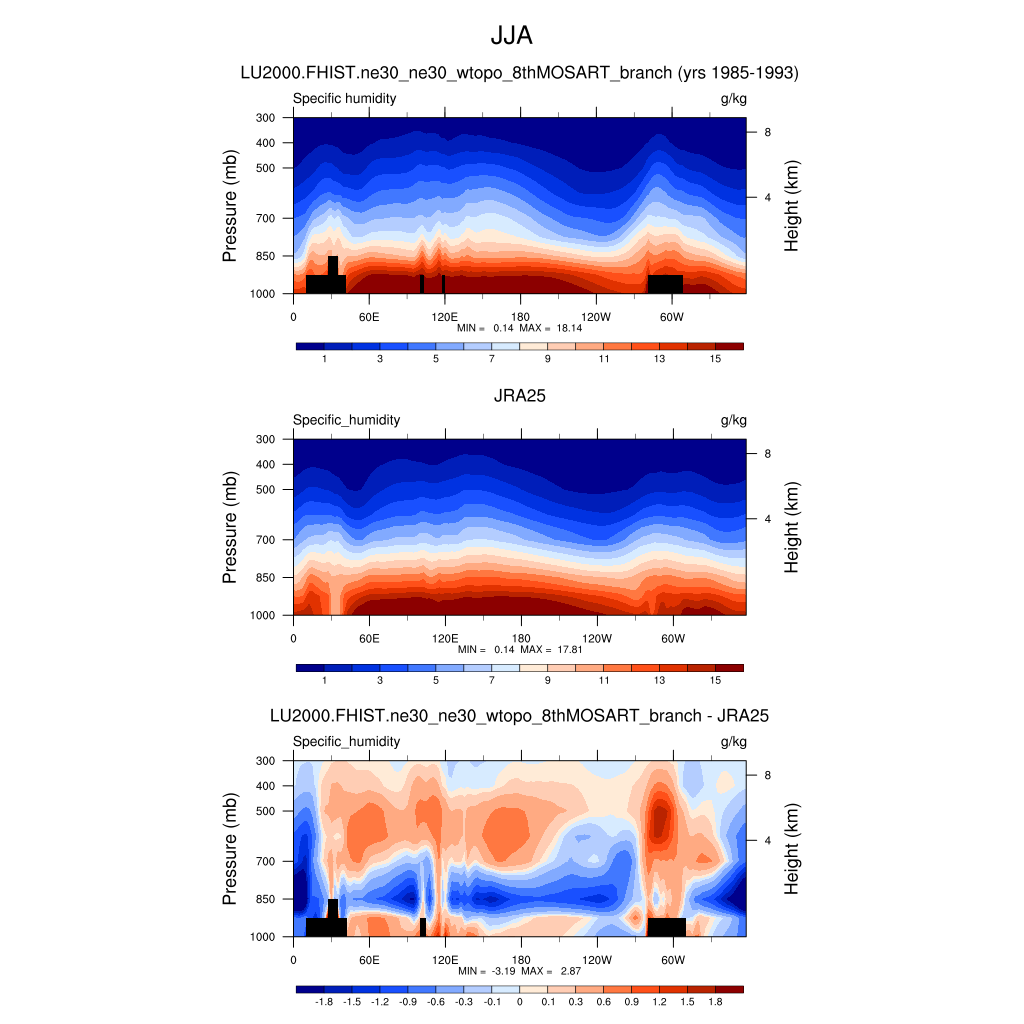 JJA
LU2000.FHIST.ne30_ne30_wtopo_8thMOSART_branch (yrs 1985-1993)
Specific humidity g/kg
300
400
500
700
850
1000
Pressure (mb)
8
4
Height (km)
0 60E 120E 180 120W 60W
MIN = 0.14 MAX = 18.14
1 3 5 7 9 11 13 15
JRA25
Specific_humidity g/kg
300
400
500
700
850
1000
Pressure (mb)
8
4
Height (km)
0 60E 120E 180 120W 60W
MIN = 0.14 MAX = 17.81
1 3 5 7 9 11 13 15
LU2000.FHIST.ne30_ne30_wtopo_8thMOSART_branch - JRA25
Specific_humidity g/kg
300
400
500
700
850
1000
Pressure (mb)
8
4
Height (km)
0 60E 120E 180 120W 60W
MIN = -3.19 MAX = 2.87
-1.8 -1.5 -1.2 -0.9 -0.6 -0.3 -0.1 0 0.1 0.3 0.6 0.9 1.2 1.5 1.8